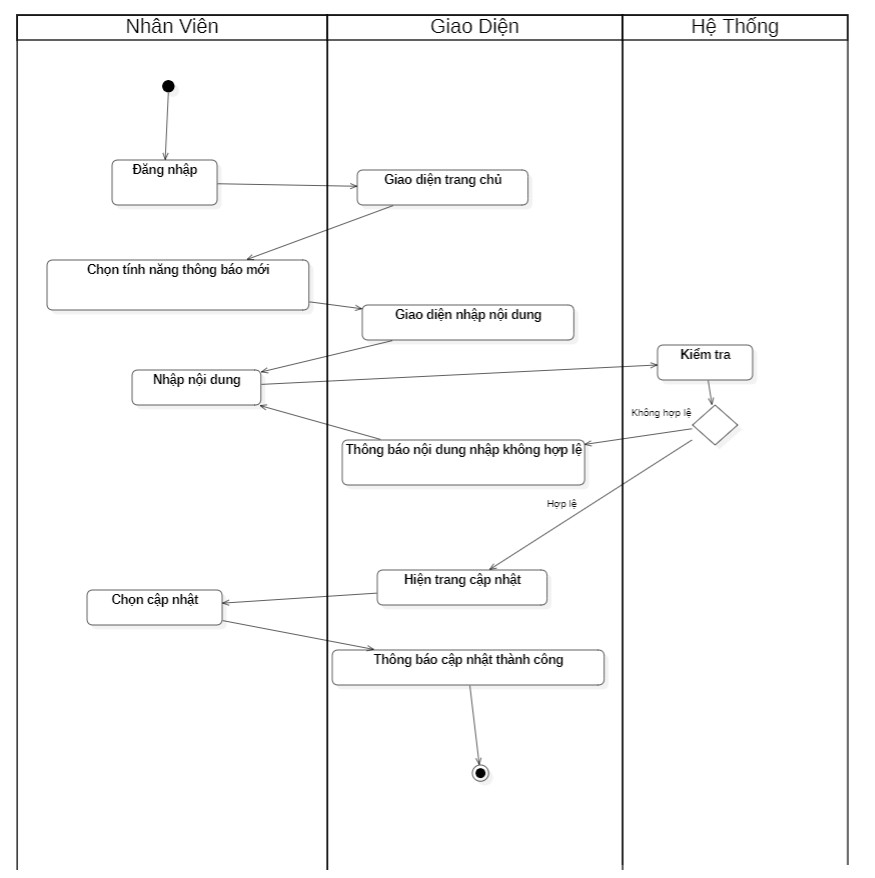 Nhân Viên
Giao Diện
Hệ Thống
Đăng nhập
Giao diện trang chủ
Chọn tính năng thông báo mới
Giao diện nhập nội dung
Kiểm tra
Nhập nội dung
Không hợp lệ
Thông báo nội dung nhập không hợp lệ
Hợp lệ
Hiện trang cập nhật
Chọn cập nhật
Thông báo cập nhật thành công